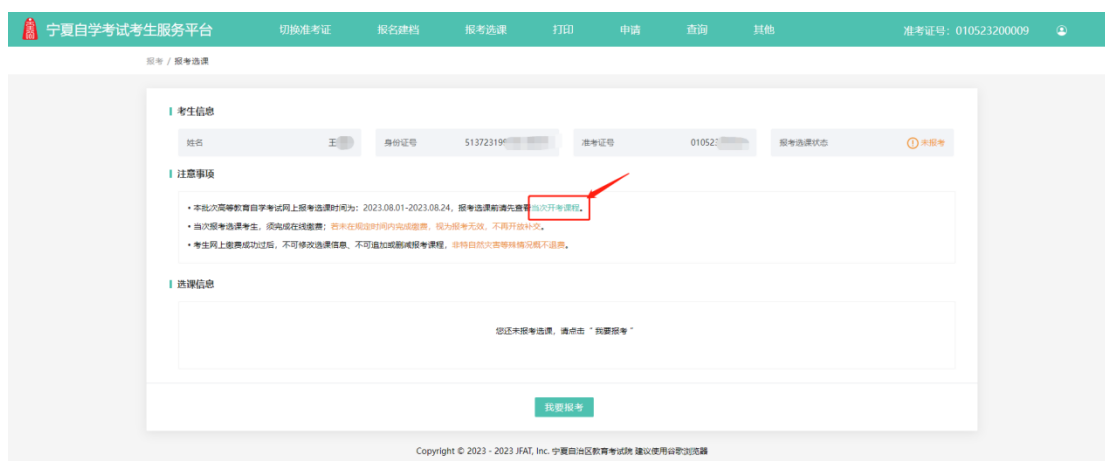 宁夏自学考试考生服务平台 切换准考证 报名建档 报考选课 打印 申请 查询 其他 准考证号：010523200009
报考 / 报考选课
考生信息
姓名 王 身份证号 51372319 准考证号 010523 报考选课状态 未报考
注意事项
• 本批次高等教育自学考试网上报考选课时间为：2023.08.01-2023.08.24，报考选课前请先查看当次开考课程。
• 当次报考选课考生，须完成在线缴费；若未在规定时间内完成缴费，视为报考无效，不再开放补交。
• 考生网上缴费成功过后，不可修改选课信息、不可追加或删减报考课程，非特自然灾害等殊情况概不退费。
选课信息
您还未报考选课，请点击“我要报考”
我要报考
Copyright © 2023 - 2023 JFAT, Inc. 宁夏自治区教育考试院 建议使用谷歌浏览器